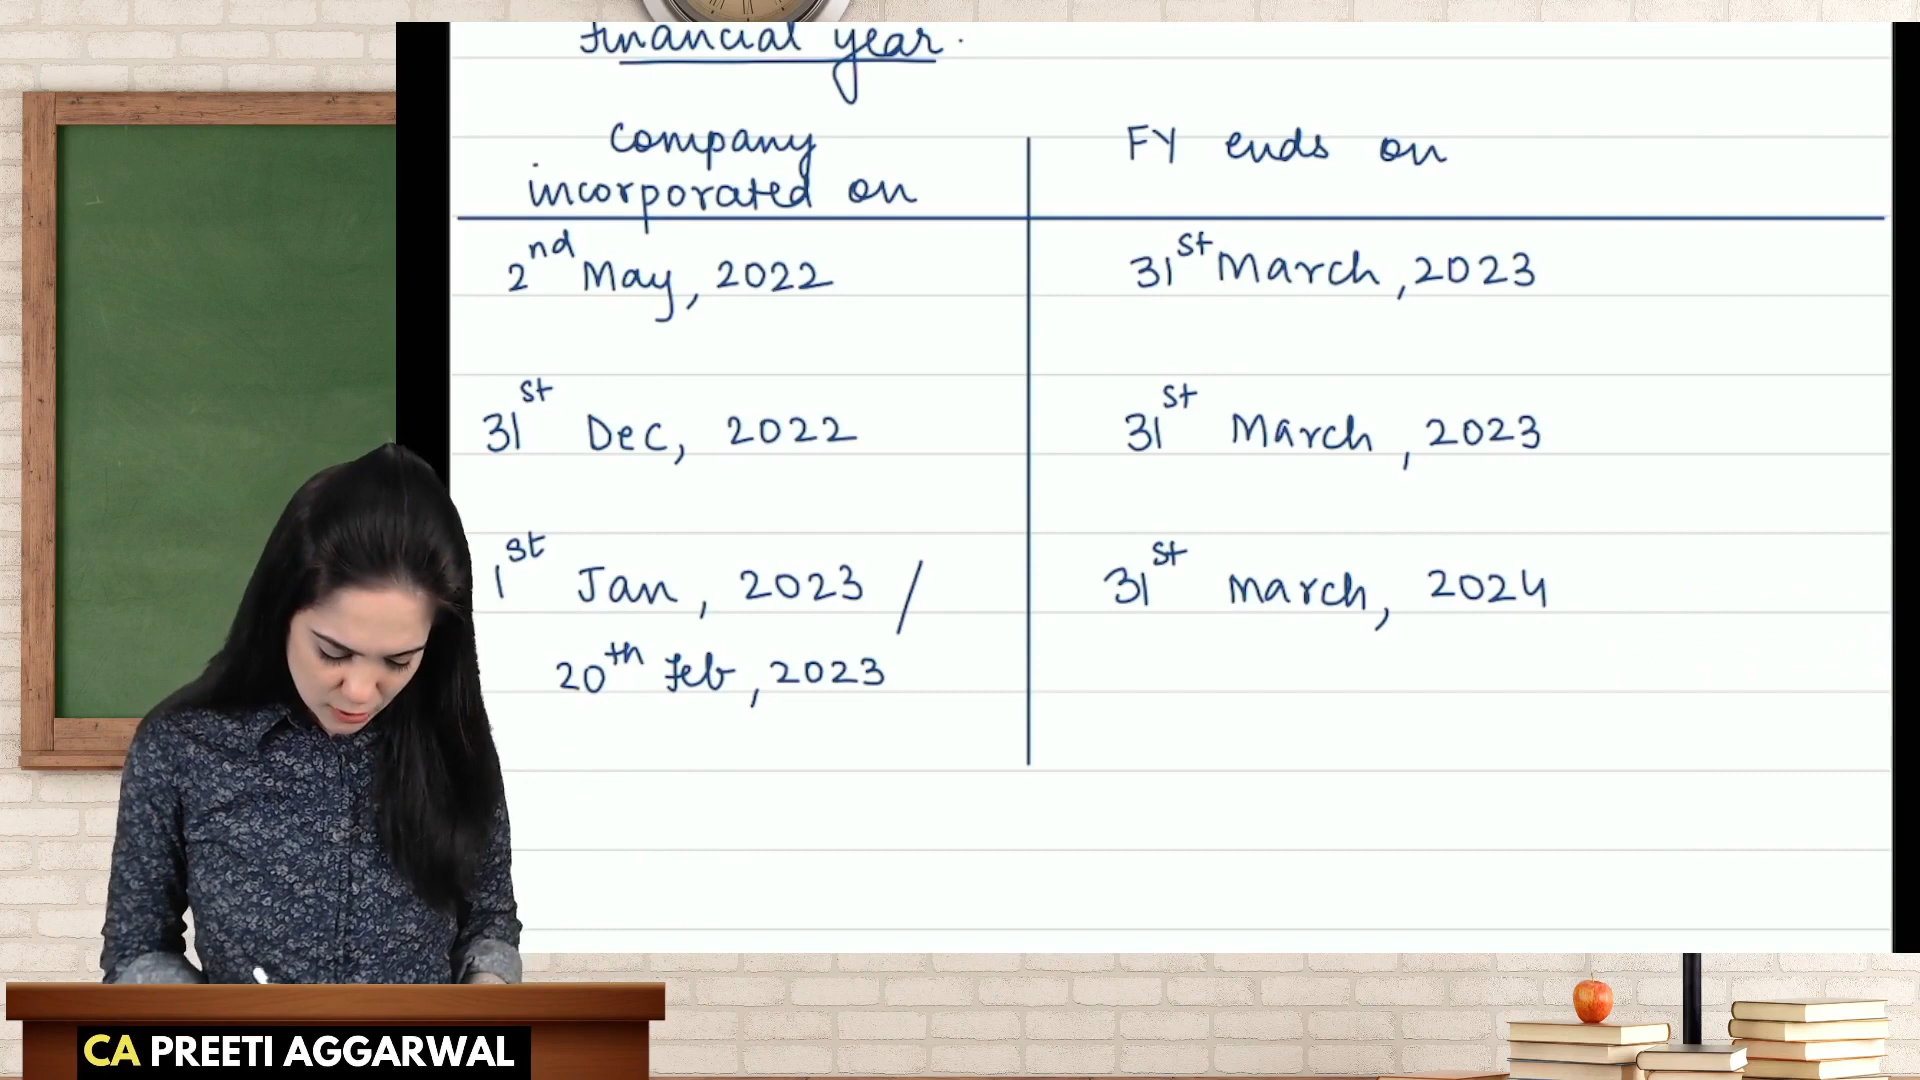 Financial year.
Company incorporated on | FY ends on
2nd May, 2022 | 31st March, 2023
31st Dec, 2022 | 31st March, 2023
1st Jan, 2023 / | 31st March, 2024
20th Feb, 2023
CA PREETI AGGARWAL